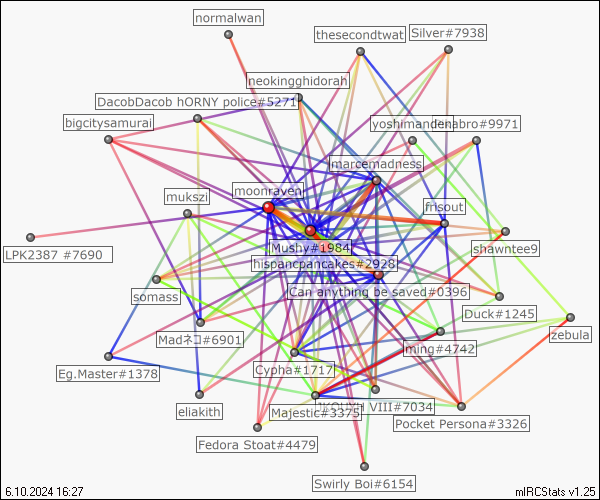 normalwan
thesecondtwat
Silver#7938
neokingghidorah
DacobDacob hORNY police#5271
bigcitysamurai
yoshimande
nabro#9971
marcemadness
moonraven
mukszi
frisout
shawntee9
LPK2387 #7690
Mushy#1984
hispancpancakes#2928
somass
Can anything be saved#0396
Duck#1245
Madネコ#6901
zebula
ming#4742
Cypha#1717
Eg.Master#1378
VIII#7034
Majestic#3375
eliakith
Pocket Persona#3326
Fedora Stoat#4479
Swirly Boi#6154
6.10.2024 16:27
mIRCStats v1.25